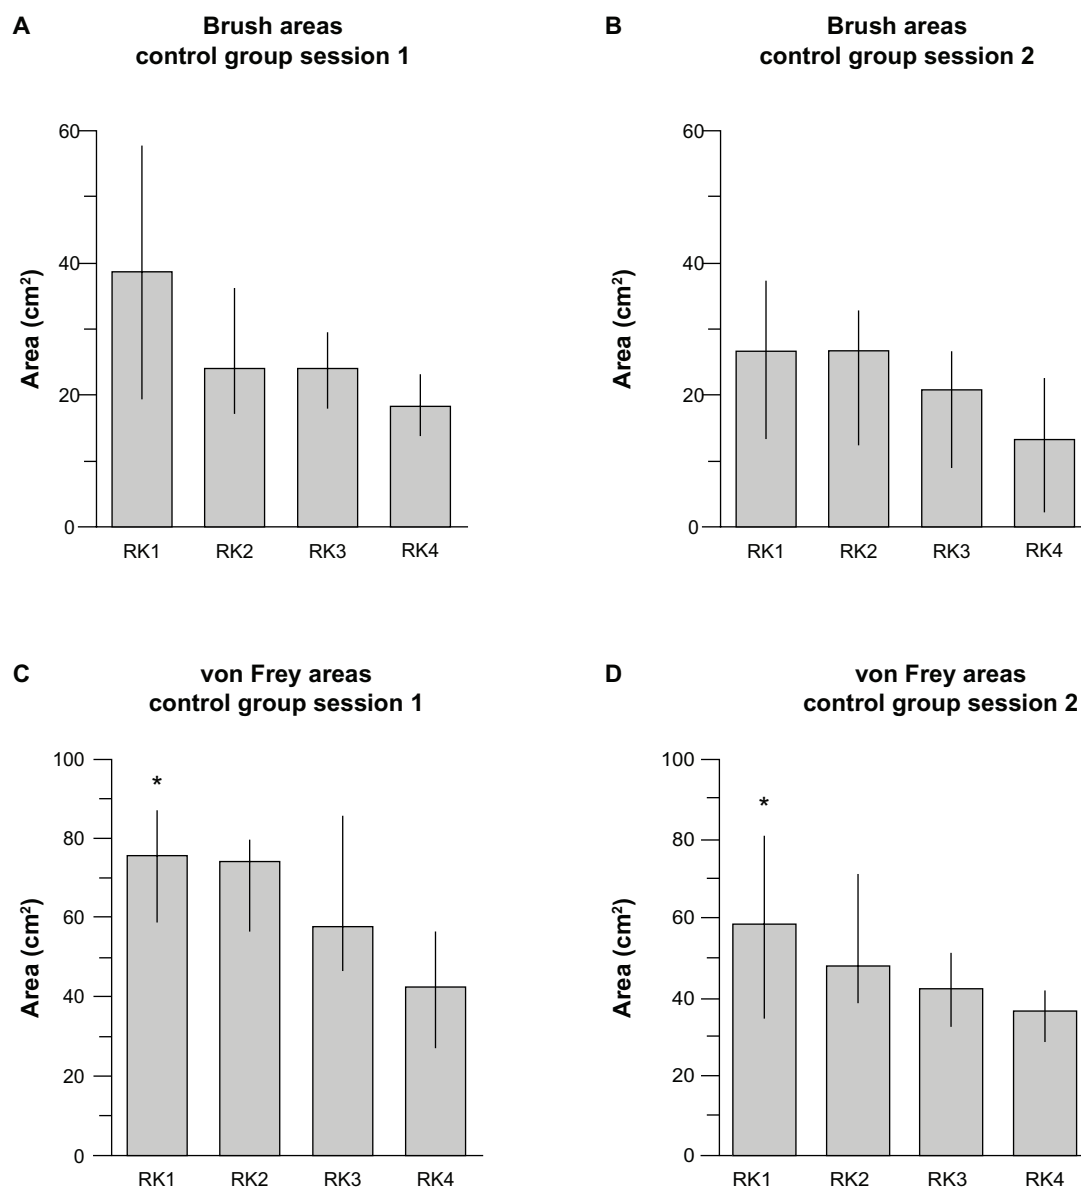 A
Brush areas
control group session 1
60
40
20
0
Area (cm²)
RK1 RK2 RK3 RK4
B
Brush areas
control group session 2
60
40
20
0
Area (cm²)
RK1 RK2 RK3 RK4
C
von Frey areas
control group session 1
100
80
60
40
20
0
Area (cm²)
*
RK1 RK2 RK3 RK4
D
von Frey areas
control group session 2
100
80
60
40
20
0
Area (cm²)
*
RK1 RK2 RK3 RK4